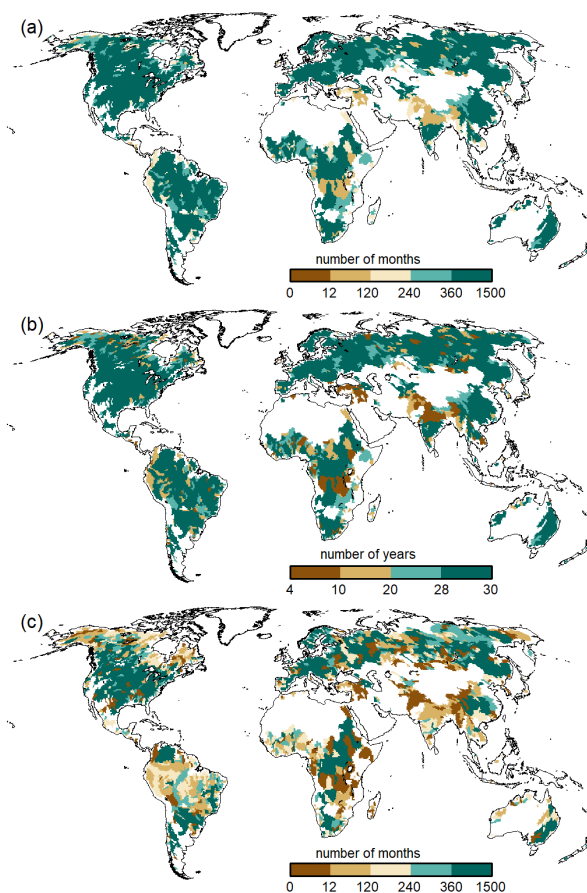 (a)
number of months
0 12 120 240 360 1500
(b)
number of years
4 10 20 28 30
(c)
number of months
0 12 120 240 360 1500